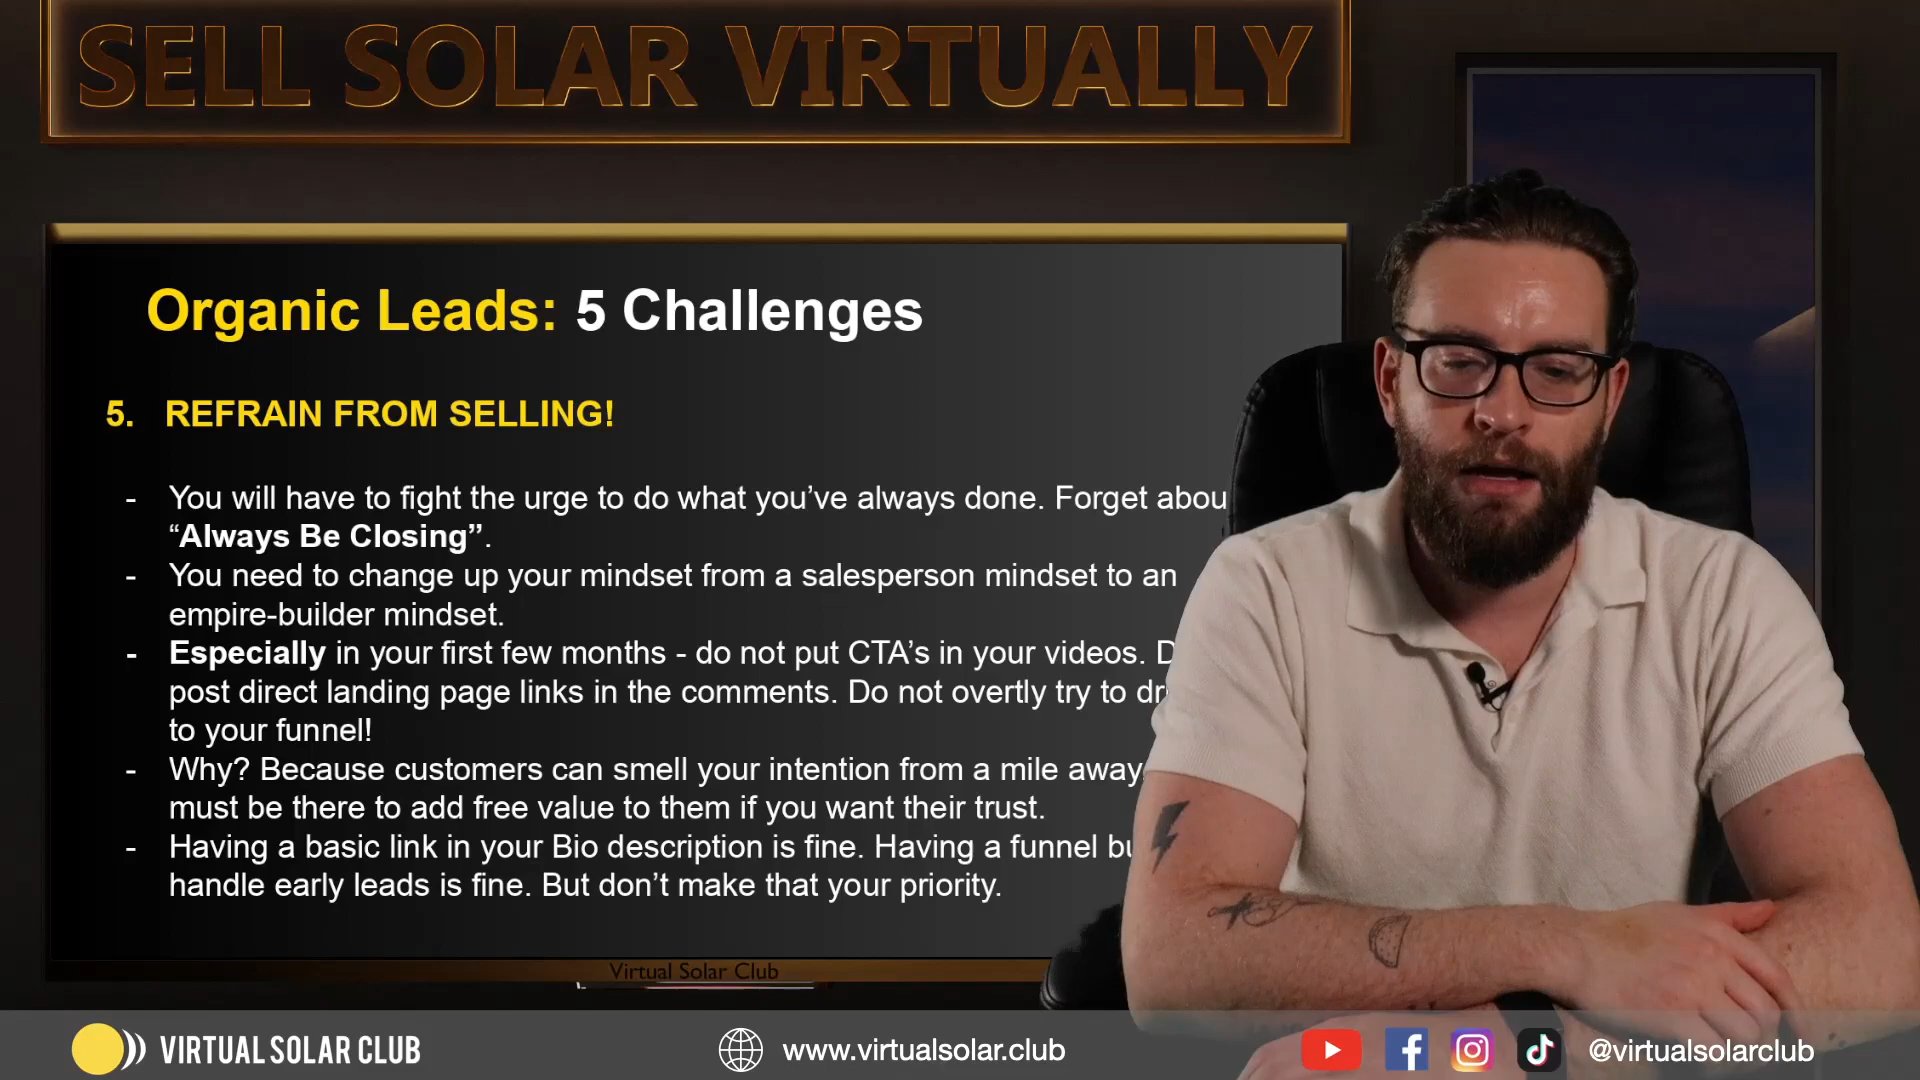 SELL SOLAR VIRTUALLY
Organic Leads: 5 Challenges
5. REFRAIN FROM SELLING!
- You will have to fight the urge to do what you’ve always done. Forget abou
“Always Be Closing”.
- You need to change up your mindset from a salesperson mindset to an
empire-builder mindset.
- Especially in your first few months - do not put CTA’s in your videos. D
post direct landing page links in the comments. Do not overtly try to dr
to your funnel!
- Why? Because customers can smell your intention from a mile away
must be there to add free value to them if you want their trust.
- Having a basic link in your Bio description is fine. Having a funnel bu
handle early leads is fine. But don’t make that your priority.
Virtual Solar Club
VIRTUAL SOLAR CLUB
www.virtualsolar.club
@virtualsolarclub